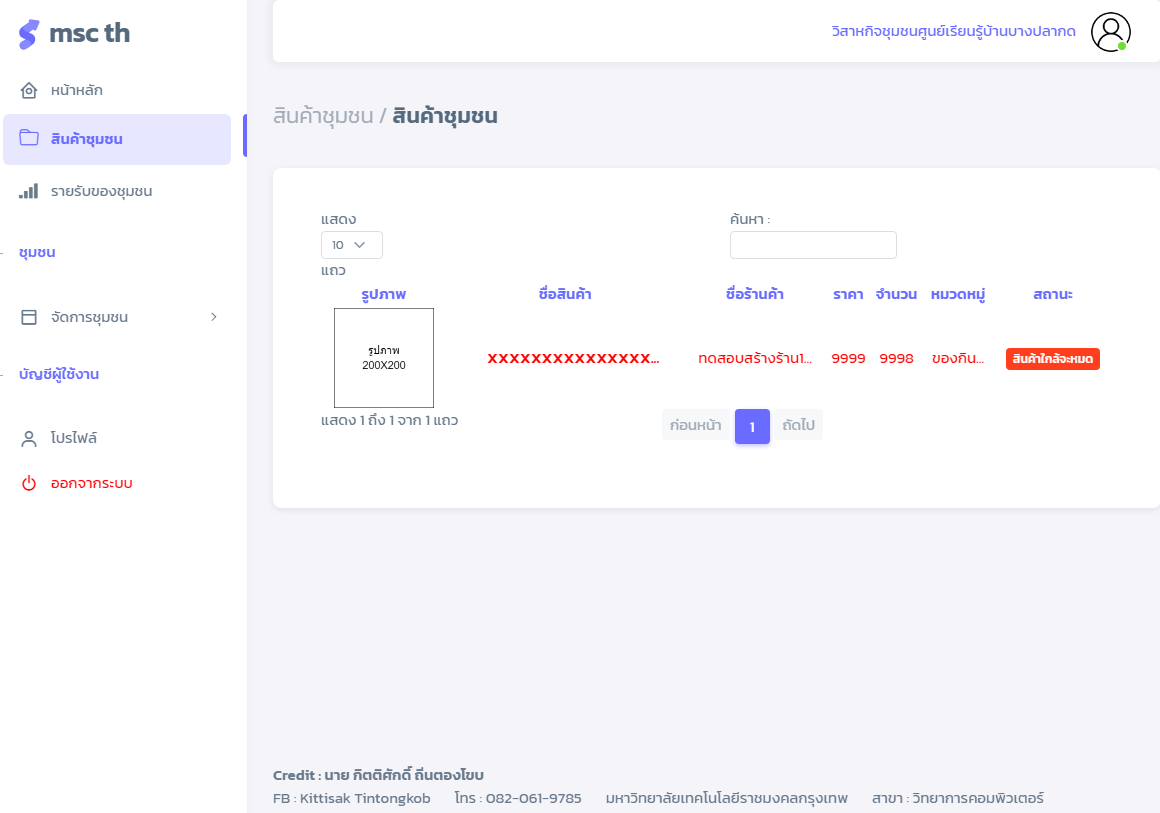 msc th
วิสาหกิจชุมชนศูนย์เรียนรู้บ้านบางปลากด
หน้าหลัก
สินค้าชุมชน
รายรับของชุมชน
ชุมชน
จัดการชุมชน
บัญชีผู้ใช้งาน
โปรไฟล์
ออกจากระบบ
สินค้าชุมชน / สินค้าชุมชน
แสดง
10
แถว
ค้นหา :
รูปภาพ ชื่อสินค้า ชื่อร้านค้า ราคา จำนวน หมวดหมู่ สถานะ
รูปภาพ
200X200
XXXXXXXXXXXXXXX... ทดสอบสร้างร้าน1... 9999 9998 ของกิน... สินค้าใกล้จะหมด
แสดง 1 ถึง 1 จาก 1 แถว
ก่อนหน้า 1 ถัดไป
Credit : นาย กิตติศักดิ์ ถิ่นตองโขบ
FB : Kittisak Tintongkob โทร : 082-061-9785 มหาวิทยาลัยเทคโนโลยีราชมงคลกรุงเทพ สาขา : วิทยาการคอมพิวเตอร์